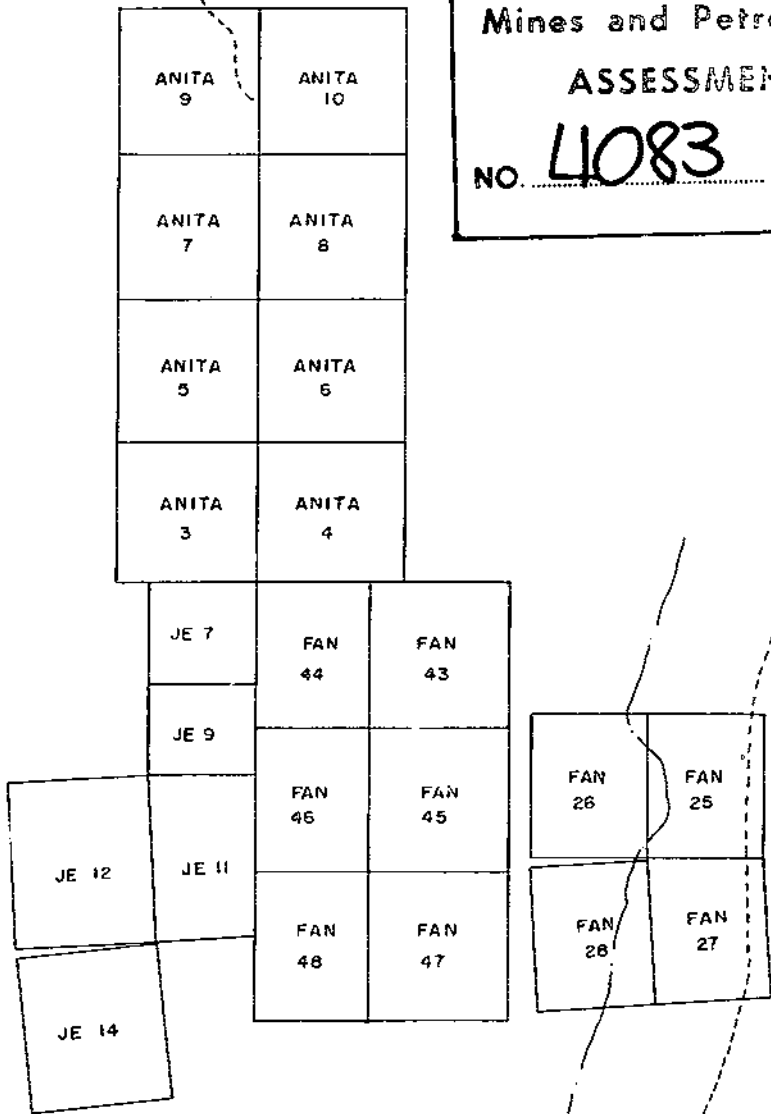 Mines and Petr
ASSESSMEN
NO. 4083
ANITA
9
ANITA
10
ANITA
7
ANITA
8
ANITA
5
ANITA
6
ANITA
3
ANITA
4
JE 7
FAN
44
FAN
43
JE 9
FAN
46
FAN
45
FAN
26
FAN
25
JE 12
JE 11
FAN
48
FAN
47
FAN
28
FAN
27
JE 14